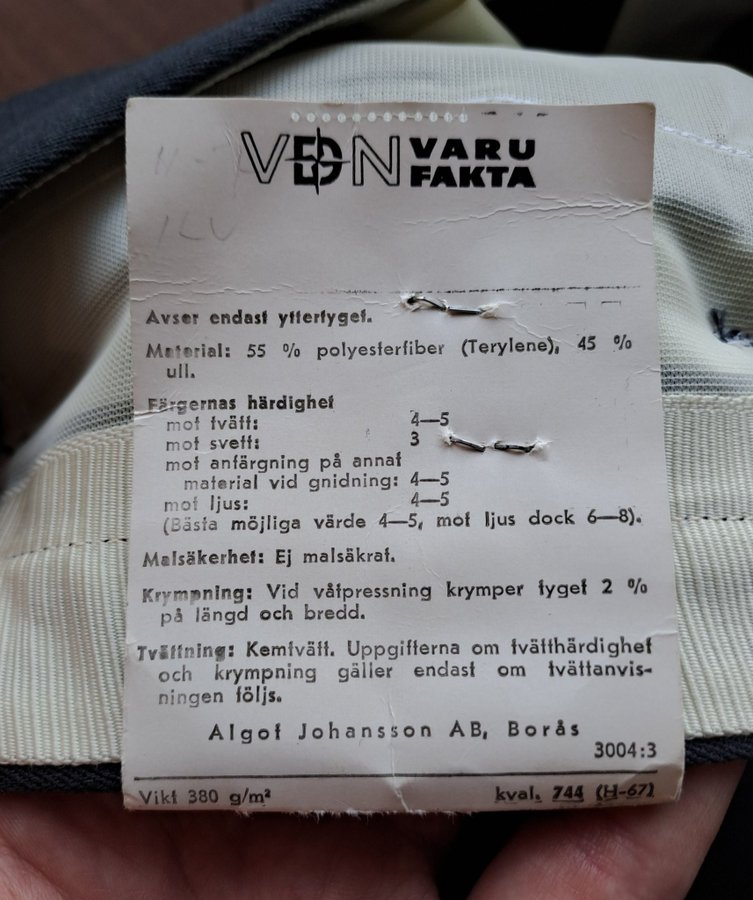 VDN VARU
FAKTA
Avser endast yttertyget.
Material: 55 % polyesterfiber (Terylene), 45 %
ull.
Färgernas härdighet
mot tvätt: 4—5
mot svett: 3
mot anfärgning på annat
material vid gnidning: 4—5
mot ljus: 4—5
(Bästa möjliga värde 4—5, mot ljus dock 6—8).
Malsäkerhet: Ej malsäkrat.
Krympning: Vid våtpressning krymper tyget 2 %
på längd och bredd.
Tvättning: Kemtvätt. Uppgifterna om tvätthärdighet
och krympning gäller endast om tvättanvis-
ningen följs.
Algot Johansson AB, Borås
3004:3
Vikt 380 g/m² kval. 744 (H-67)